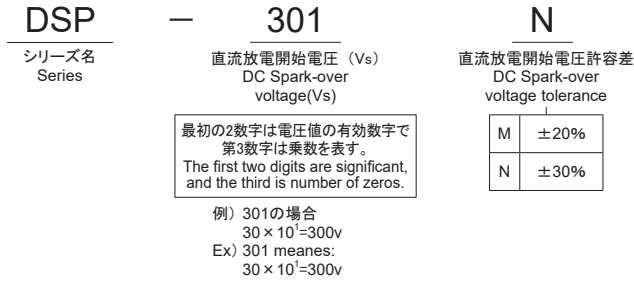 DSP － 301 N
シリーズ名
Series
直流放電開始電圧（Vs）
DC Spark-over
voltage(Vs)
最初の2数字は電圧値の有効数字で
第3数字は乗数を表す。
The first two digits are significant,
and the third is number of zeros.
例）301の場合
30×10¹=300v
Ex) 301 meanes:
30×10¹=300v
直流放電開始電圧許容差
DC Spark-over
voltage tolerance
M ±20%
N ±30%